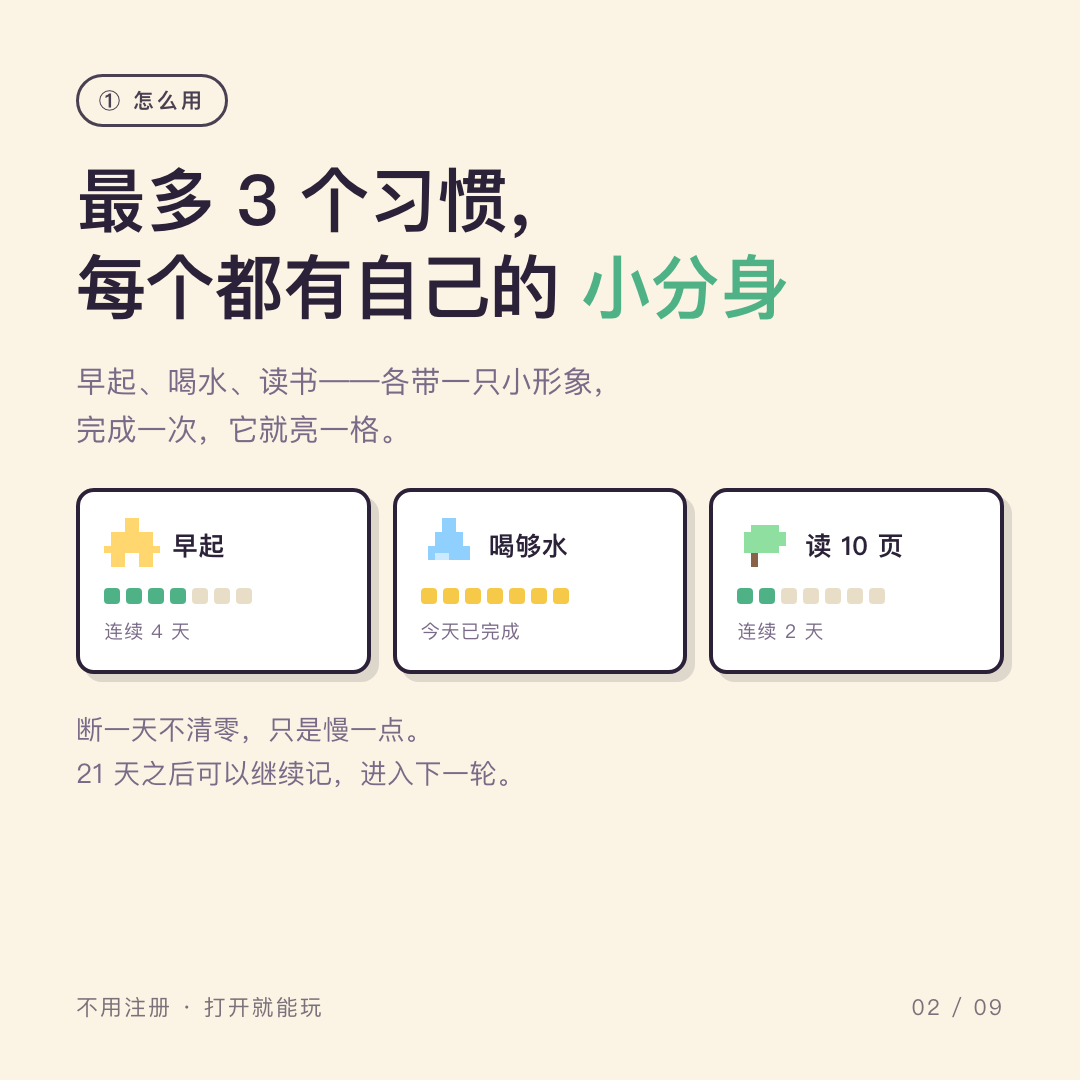 ① 怎么用
最多 3 个习惯，
每个都有自己的 小分身
早起、喝水、读书——各带一只小形象，
完成一次，它就亮一格。
早起
连续 4 天
喝够水
今天已完成
读 10 页
连续 2 天
断一天不清零，只是慢一点。
21 天之后可以继续记，进入下一轮。
不用注册 · 打开就能玩
02 / 09